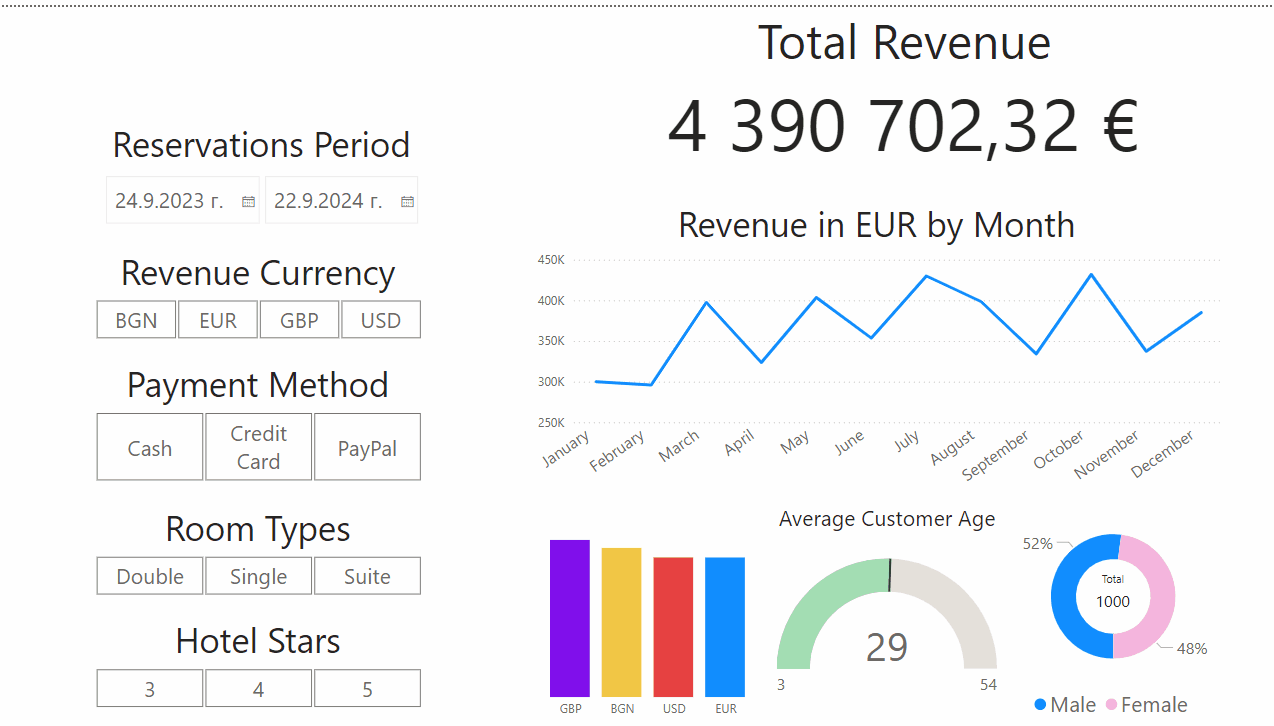 Total Revenue
4 390 702,32 €
Reservations Period
24.9.2023 г. 22.9.2024 г.
Revenue Currency
BGN EUR GBP USD
Payment Method
Cash Credit Card PayPal
Room Types
Double Single Suite
Hotel Stars
3 4 5
Revenue in EUR by Month
450K
400K
350K
300K
250K
January February March April May June July August September October November December
GBP BGN USD EUR
Average Customer Age
29
3 54
52%
Total
1000
48%
Male Female